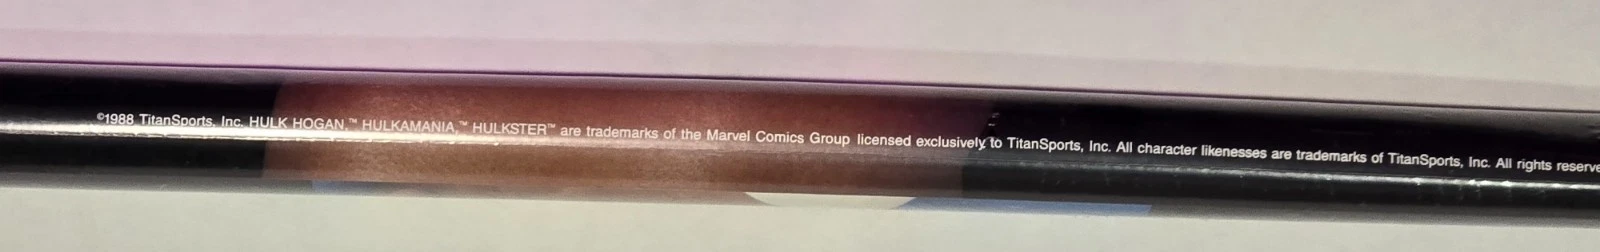 ©1988 TitanSports, Inc. HULK HOGAN,™ HULKAMANIA,™ HULKSTER™ are trademarks of the Marvel Comics Group licensed exclusively to TitanSports, Inc. All character likenesses are trademarks of TitanSports, Inc. All rights reserve